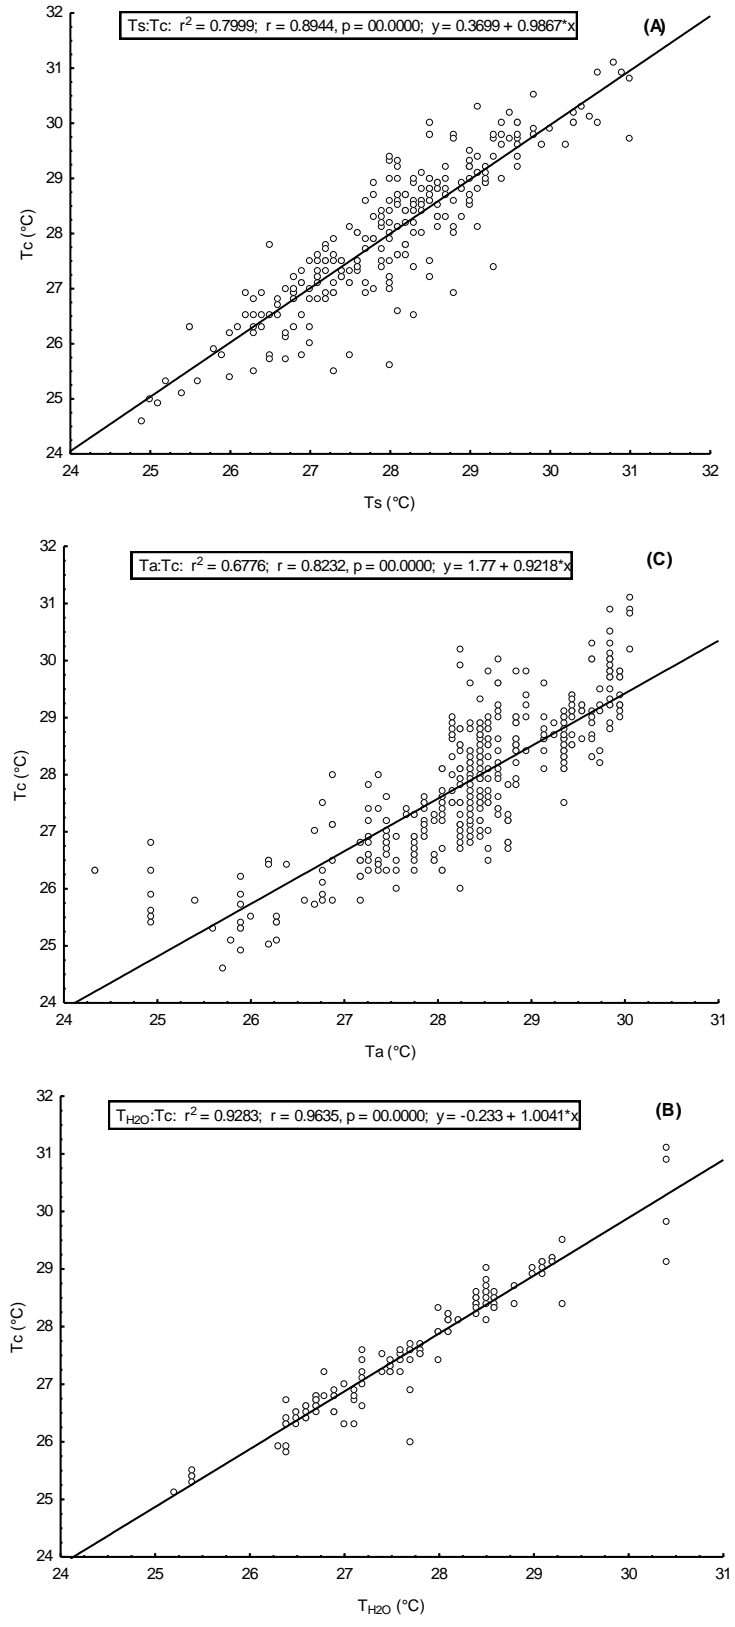 Ts:Tc: r² = 0.7999; r = 0.8944, p = 00.0000; y = 0.3699 + 0.9867*x
(A)
32
31
30
29
28
27
26
25
24
Tc (°C)
24 25 26 27 28 29 30 31 32
Ts (°C)
Ta:Tc: r² = 0.6776; r = 0.8232, p = 00.0000; y = 1.77 + 0.9218*x
(C)
32
31
30
29
28
27
26
25
24
Tc (°C)
24 25 26 27 28 29 30 31
Ta (°C)
T_H2O:Tc: r² = 0.9283; r = 0.9635, p = 00.0000; y = -0.233 + 1.0041*x
(B)
32
31
30
29
28
27
26
25
24
Tc (°C)
24 25 26 27 28 29 30 31
T_H2O (°C)